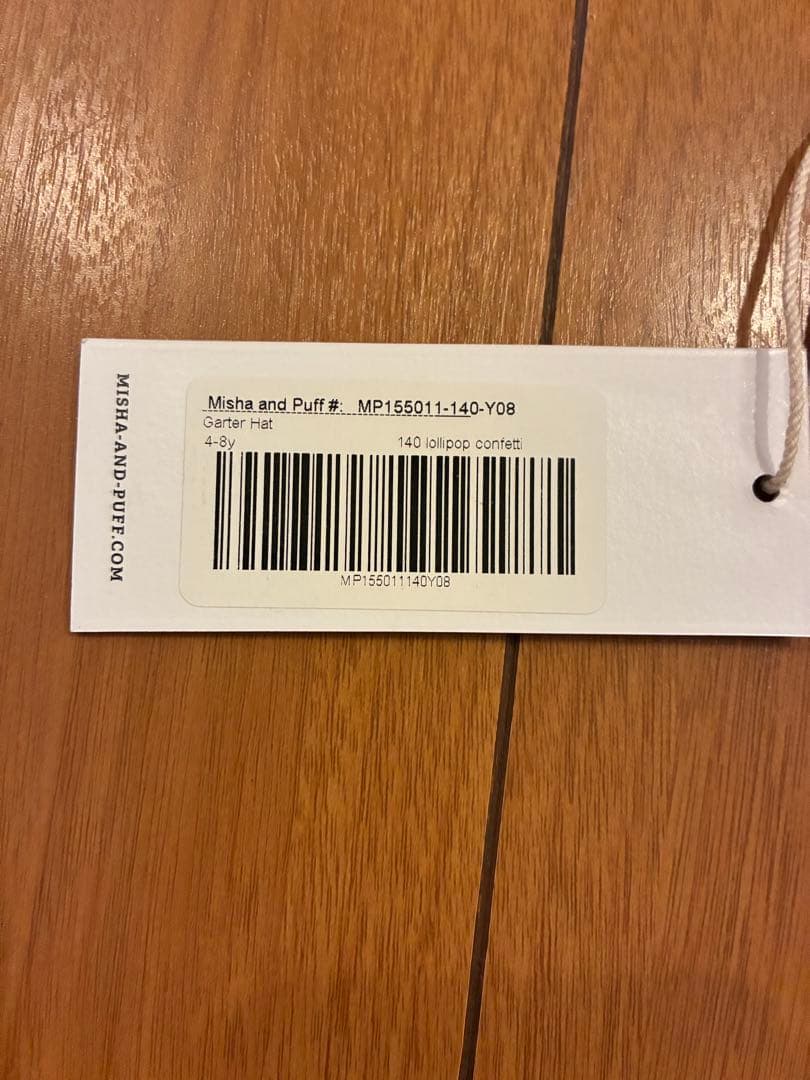 MISHA-AND-PUFF.COM
Misha and Puff #: MP155011-140-Y08
Garter Hat
4-8y 140 lollipop confetti
MP155011140Y08